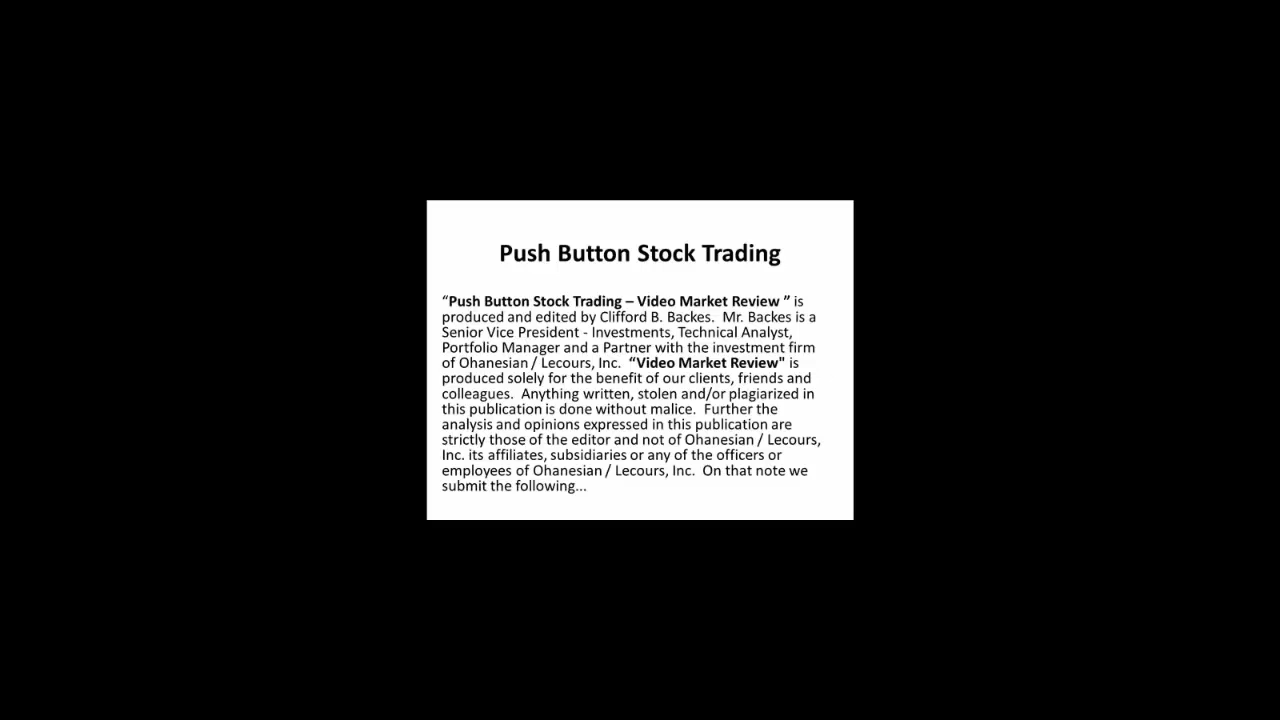 Push Button Stock Trading
“Push Button Stock Trading – Video Market Review ” is
produced and edited by Clifford B. Backes.  Mr. Backes is a
Senior Vice President - Investments, Technical Analyst,
Portfolio Manager and a Partner with the investment firm
of Ohanesian / Lecours, Inc.  “Video Market Review" is
produced solely for the benefit of our clients, friends and
colleagues.  Anything written, stolen and/or plagiarized in
this publication is done without malice.  Further the
analysis and opinions expressed in this publication are
strictly those of the editor and not of Ohanesian / Lecours,
Inc. its affiliates, subsidiaries or any of the officers or
employees of Ohanesian / Lecours, Inc.  On that note we
submit the following...